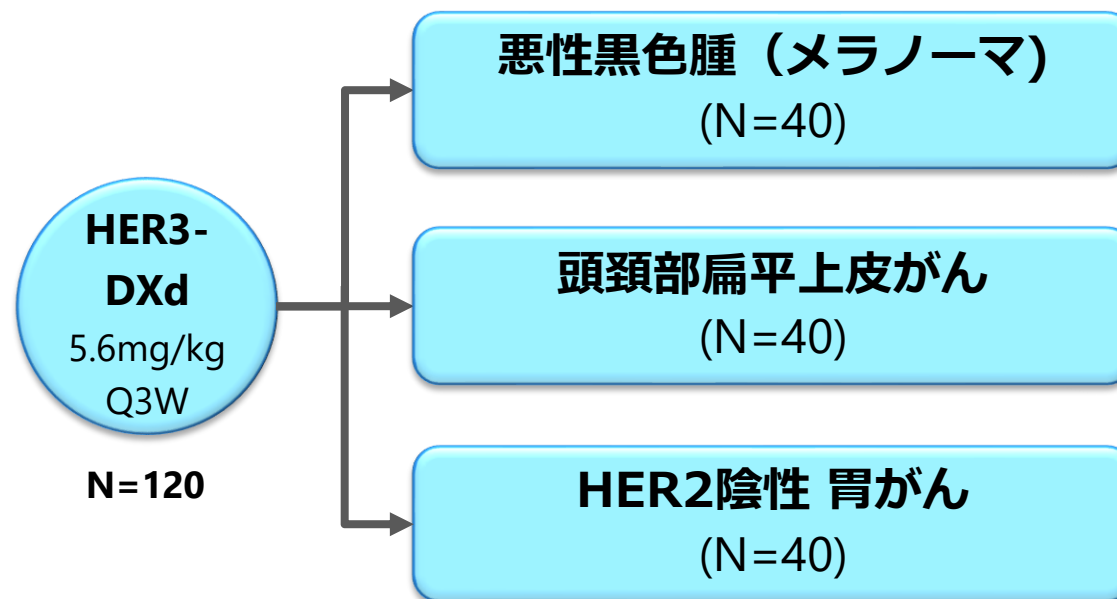 HER3-
DXd
5.6mg/kg
Q3W
N=120
悪性黒色腫（メラノーマ)
(N=40)
頭頚部扁平上皮がん
(N=40)
HER2陰性 胃がん
(N=40)